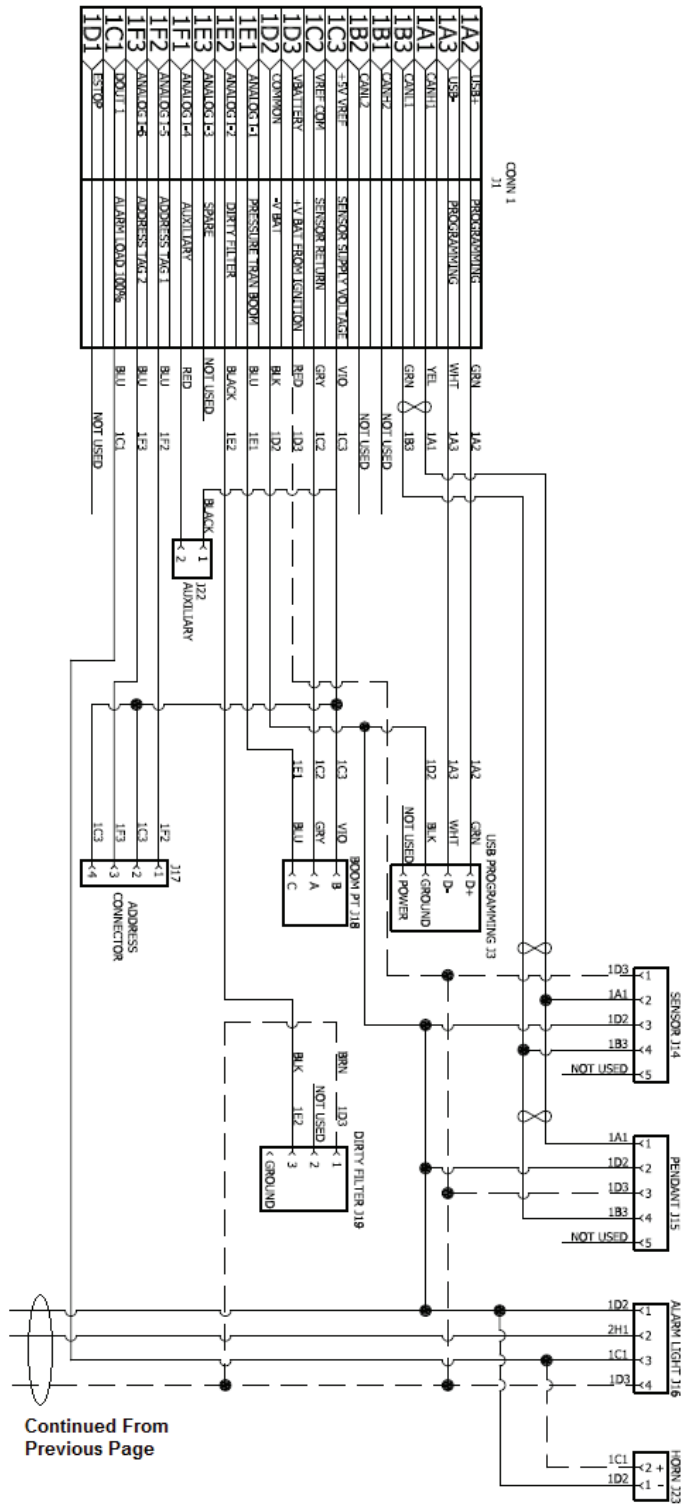 CONN 1
J1
1A2 USB+ PROGRAMMING GRN 1A2
1A3 USB- PROGRAMMING WHT 1A3
1A1 CANH1 YEL 1A1
1B3 CANL1 GRN 1B3
1B1 CANH2 NOT USED
1B2 CANL2 NOT USED
1C3 +5V VREF SENSOR SUPPLY VOLTAGE VIO 1C3
1C2 VREF COM SENSOR RETURN GRY 1C2
1D3 VBATTERY +V BAT FROM IGNITION RED 1D3
1D2 COMMON -V BAT BLK 1D2
1E1 ANALOG I-1 PRESSURE TRAN BOOM BLU 1E1
1E2 ANALOG I-2 DIRTY FILTER BLACK 1E2
1E3 ANALOG I-3 SPARE NOT USED
1F1 ANALOG I-4 AUXILIARY RED
1F2 ANALOG I-5 ADDRESS TAG 1 BLU 1F2
1F3 ANALOG I-6 ADDRESS TAG 2 BLU 1F3
1C1 DOUT 1 ALARM LOAD 100% BLU 1C1
1D1 ESTOP NOT USED
BLACK
1
2
J22
AUXILIARY
1A2 GRN D+
1A3 WHT D-
1D2 BLK GROUND
NOT USED POWER
USB PROGRAMMING J3
1C3 VIO B
1C2 GRY A
1E1 BLU C
BOOM PT J18
1F2 1
1C3 2
1F3 3
1C3 4
J17
ADDRESS
CONNECTOR
BRN 1D3 1
NOT USED 2
BLK 1E2 3
GROUND
DIRTY FILTER J19
1D3 1
1A1 2
1D2 3
1B3 4
NOT USED 5
SENSOR J14
1A1 1
1D2 2
1D3 3
1B3 4
NOT USED 5
PENDANT J15
1D2 1
2H1 2
1C1 3
1D3 4
ALARM LIGHT J16
1C1 2 +
1D2 1 -
HORN J23
Continued From
Previous Page